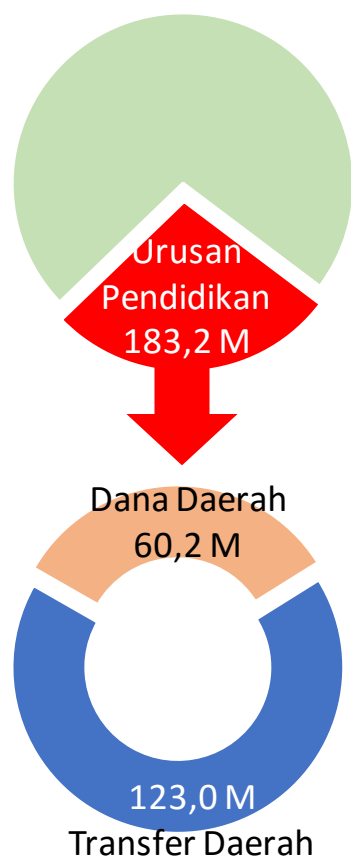 Urusan
Pendidikan
183,2 M
Dana Daerah
60,2 M
123,0 M
Transfer Daerah